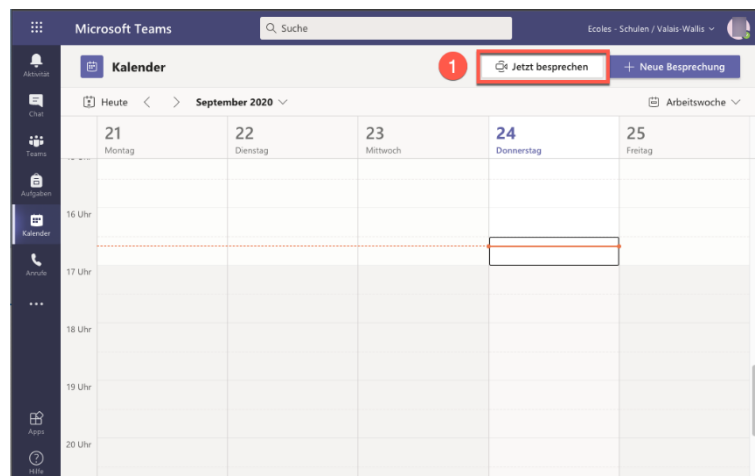 Microsoft Teams
Suche
Ecoles - Schulen / Valais-Wallis
Aktivität
Chat
Teams
Aufgaben
Kalender
Anrufe
Apps
Hilfe
Kalender
1
Jetzt besprechen
+ Neue Besprechung
Heute
September 2020
Arbeitswoche
21
Montag
22
Dienstag
23
Mittwoch
24
Donnerstag
25
Freitag
16 Uhr
17 Uhr
18 Uhr
19 Uhr
20 Uhr